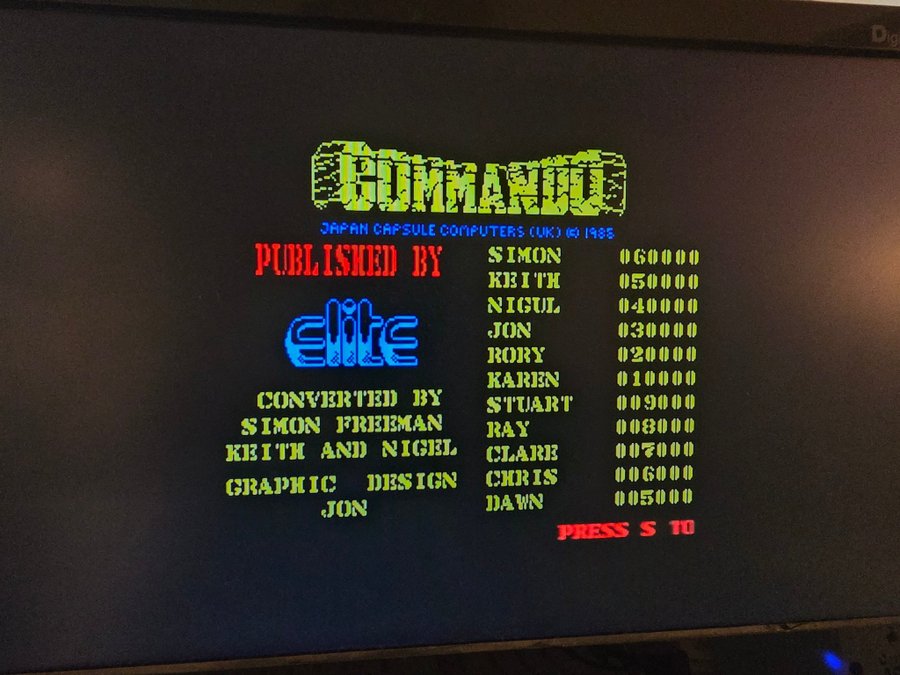 Dig
COMMANDO
JAPAN CAPSULE COMPUTERS (UK) © 1985
PUBLISHED BY
elite
CONVERTED BY
SIMON FREEMAN
KEITH AND NIGEL
GRAPHIC DESIGN
JON
SIMON 060000
KEITH 050000
NIGUL 040000
JON 030000
RORY 020000
KAREN 010000
STUART 009000
RAY 008000
CLARE 007000
CHRIS 006000
DAWN 005000
PRESS S TO